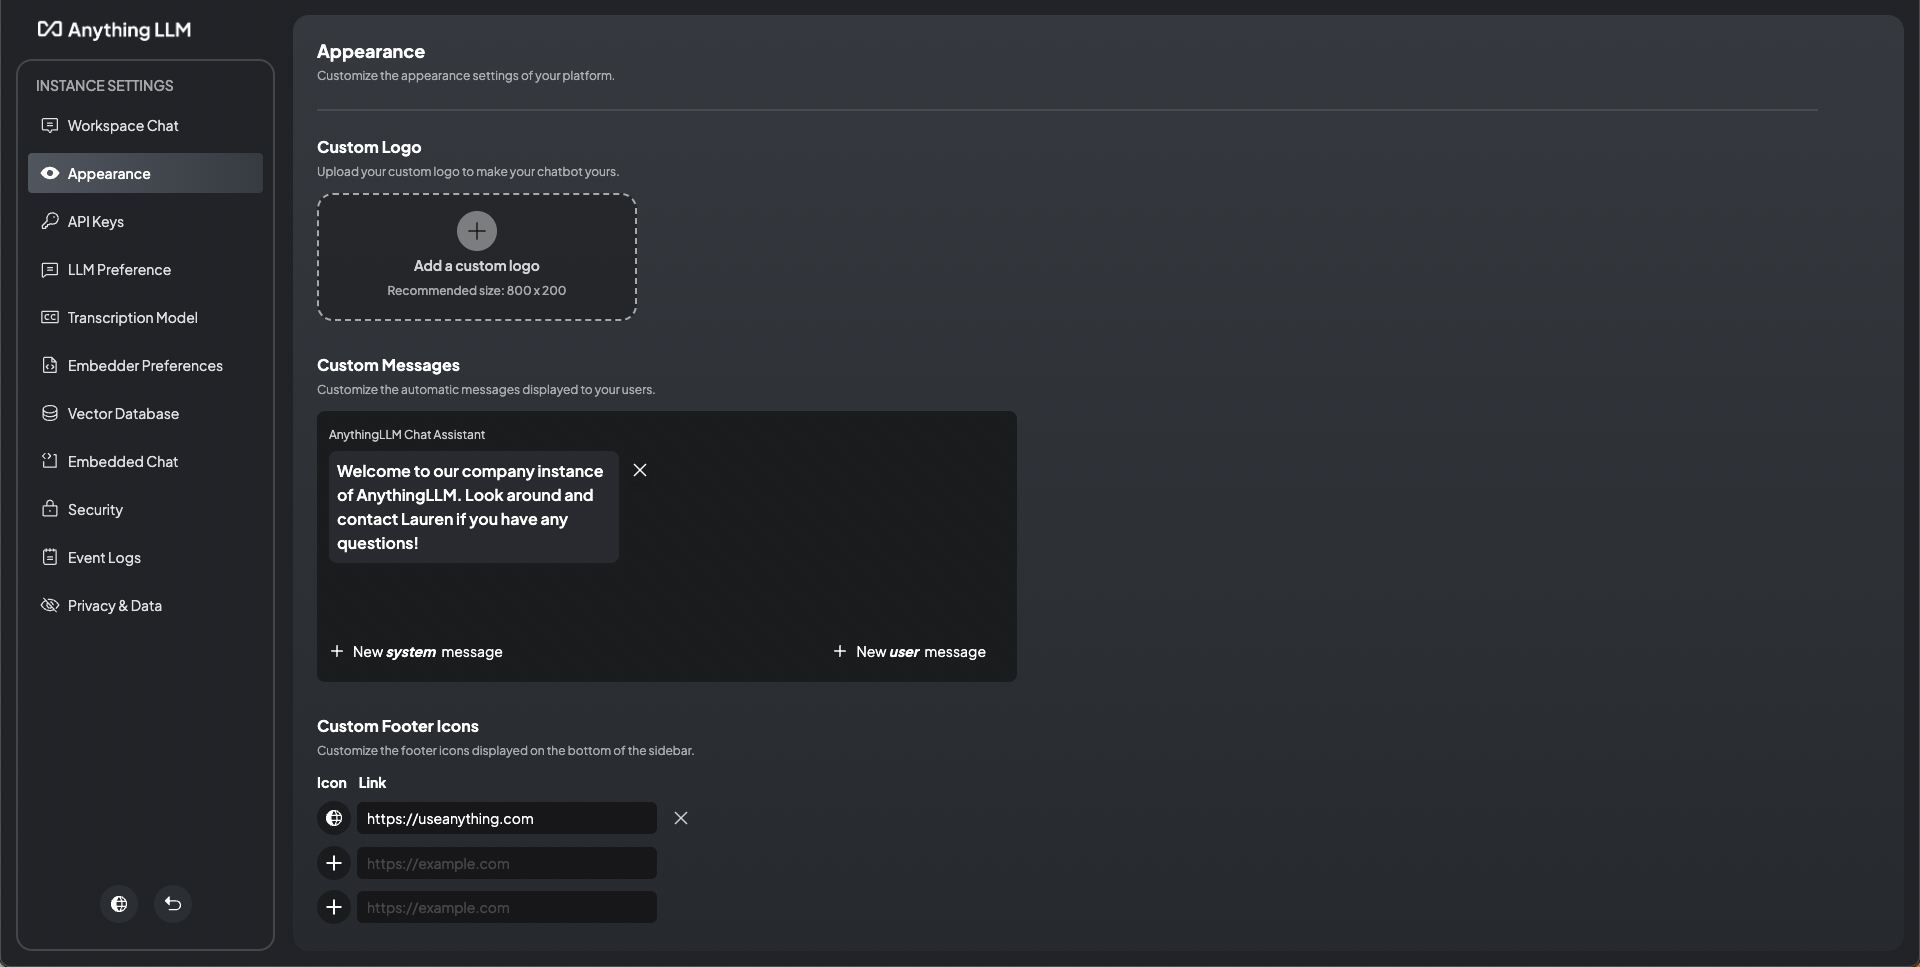 Anything LLM
INSTANCE SETTINGS
Workspace Chat
Appearance
API Keys
LLM Preference
Transcription Model
Embedder Preferences
Vector Database
Embedded Chat
Security
Event Logs
Privacy & Data
Appearance
Customize the appearance settings of your platform.
Custom Logo
Upload your custom logo to make your chatbot yours.
Add a custom logo
Recommended size: 800 x 200
Custom Messages
Customize the automatic messages displayed to your users.
AnythingLLM Chat Assistant
Welcome to our company instance
of AnythingLLM. Look around and
contact Lauren if you have any
questions!
New system message
New user message
Custom Footer Icons
Customize the footer icons displayed on the bottom of the sidebar.
Icon Link
https://useanything.com
https://example.com
https://example.com